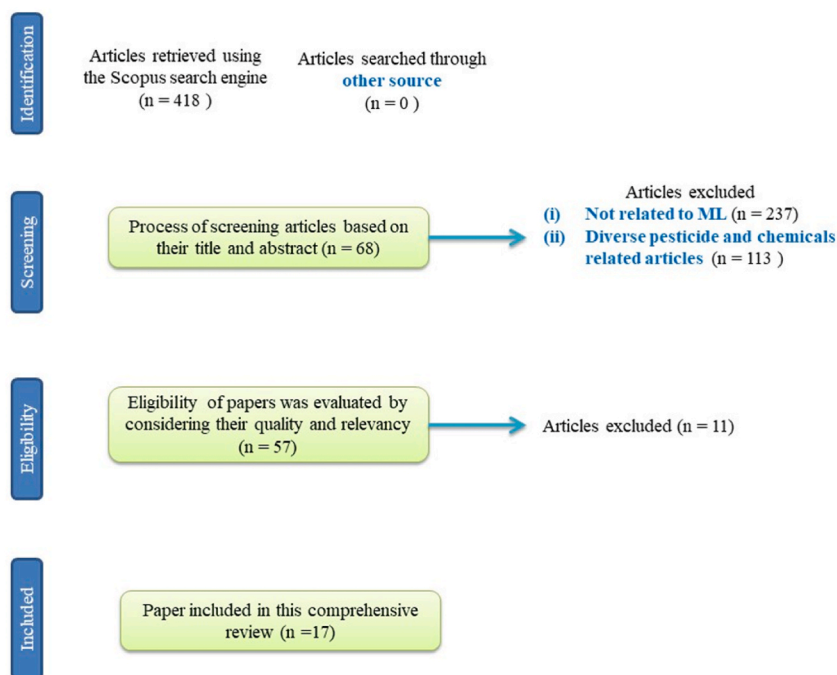 Identification
Articles retrieved using
the Scopus search engine
(n = 418 )
Articles searched through
other source
(n = 0 )
Screening
Process of screening articles based on
their title and abstract (n = 68)
Articles excluded
(i) Not related to ML (n = 237)
(ii) Diverse pesticide and chemicals
related articles (n = 113 )
Eligibility
Eligibility of papers was evaluated by
considering their quality and relevancy
(n = 57)
Articles excluded (n = 11)
Included
Paper included in this comprehensive
review (n =17)